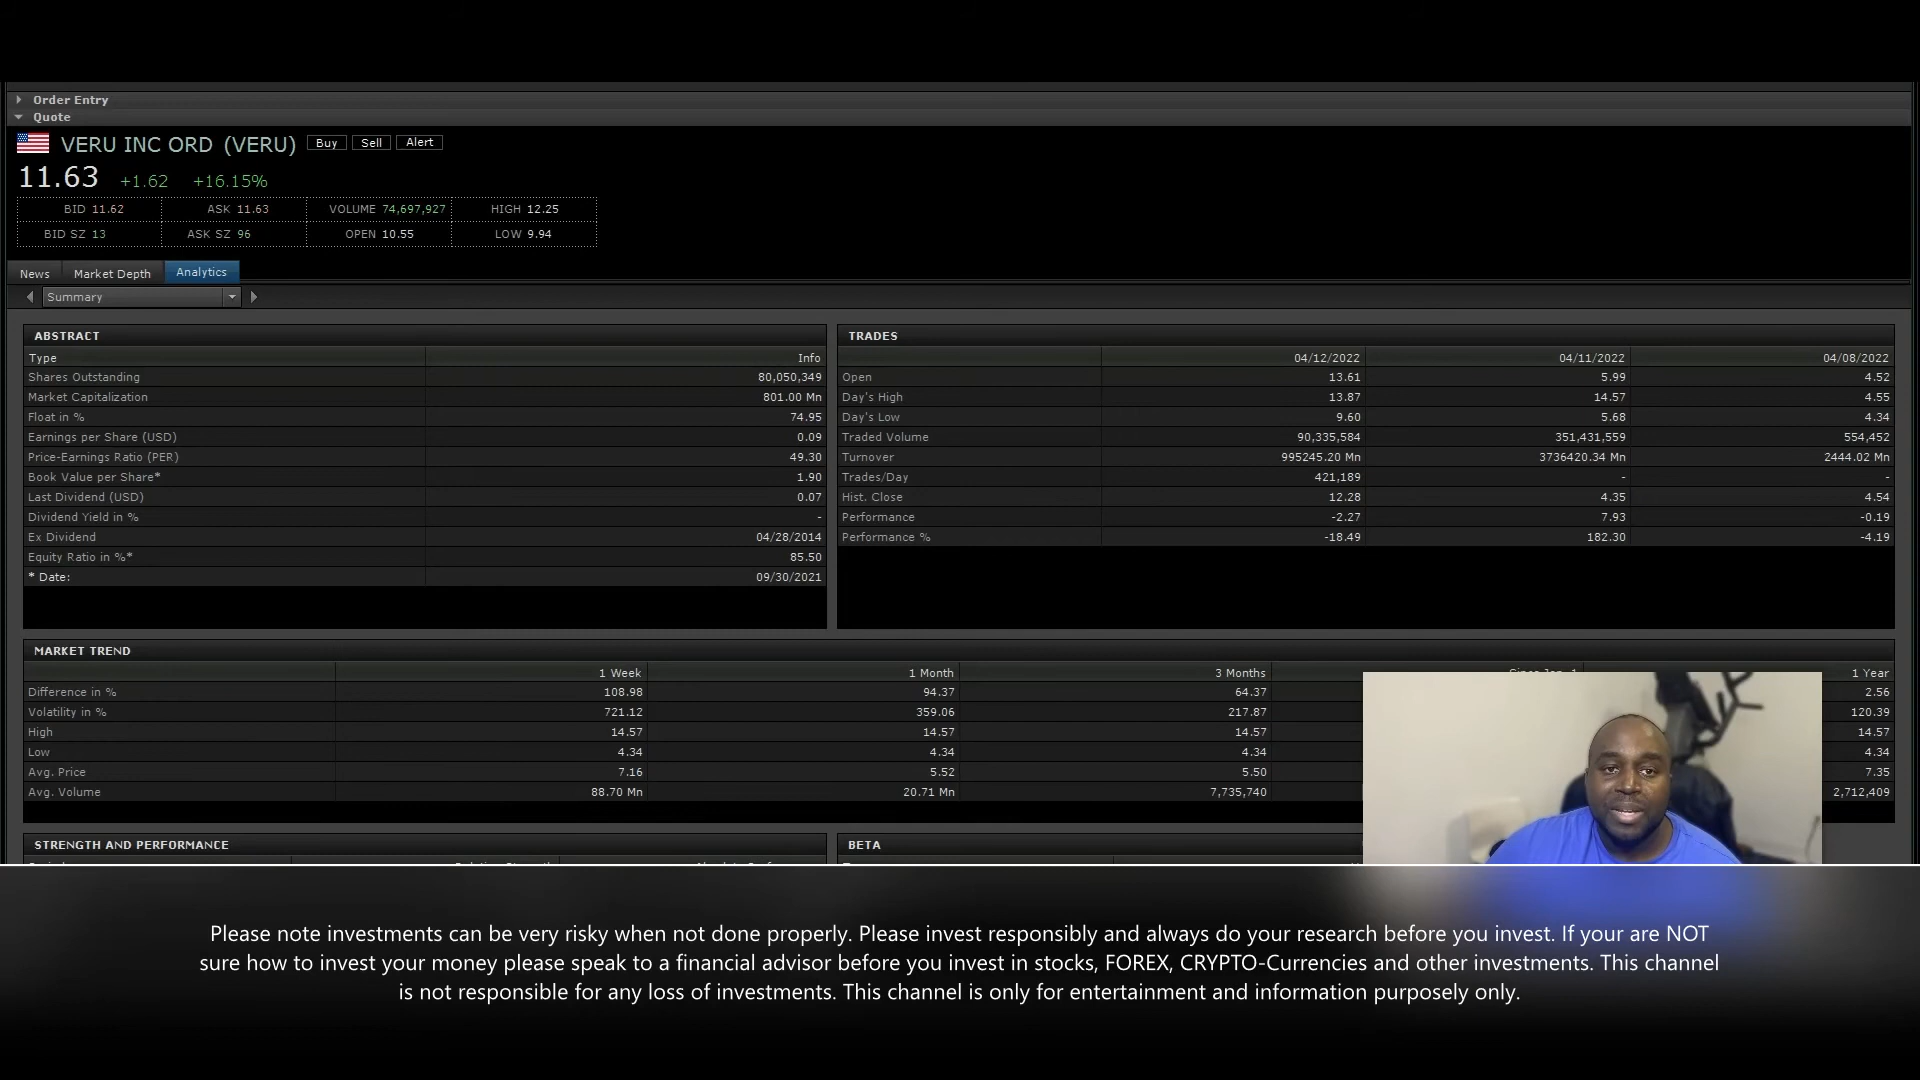 Order Entry
Quote
VERU INC ORD (VERU) Buy Sell Alert
11.63 +1.62 +16.15%
BID 11.62 ASK 11.63 VOLUME 74,697,927 HIGH 12.25
BID SZ 13 ASK SZ 96 OPEN 10.55 LOW 9.94
News Market Depth Analytics
Summary
ABSTRACT
Type Info
Shares Outstanding 80,050,349
Market Capitalization 801.00 Mn
Float in % 74.95
Earnings per Share (USD) 0.09
Price-Earnings Ratio (PER) 49.30
Book Value per Share* 1.90
Last Dividend (USD) 0.07
Dividend Yield in % -
Ex Dividend 04/28/2014
Equity Ratio in %* 85.50
* Date: 09/30/2021
TRADES
04/12/2022 04/11/2022 04/08/2022
Open 13.61 5.99 4.52
Day's High 13.87 14.57 4.55
Day's Low 9.60 5.68 4.34
Traded Volume 90,335,584 351,431,559 554,452
Turnover 995245.20 Mn 3736420.34 Mn 2444.02 Mn
Trades/Day 421,189 - -
Hist. Close 12.28 4.35 4.54
Performance -2.27 7.93 -0.19
Performance % -18.49 182.30 -4.19
MARKET TREND
1 Week 1 Month 3 Months 1 Year
Difference in % 108.98 94.37 64.37 2.56
Volatility in % 721.12 359.06 217.87 120.39
High 14.57 14.57 14.57 14.57
Low 4.34 4.34 4.34 4.34
Avg. Price 7.16 5.52 5.50 7.35
Avg. Volume 88.70 Mn 20.71 Mn 7,735,740 2,712,409
STRENGTH AND PERFORMANCE
BETA
Please note investments can be very risky when not done properly. Please invest responsibly and always do your research before you invest. If your are NOT
sure how to invest your money please speak to a financial advisor before you invest in stocks, FOREX, CRYPTO-Currencies and other investments. This channel
is not responsible for any loss of investments. This channel is only for entertainment and information purposely only.